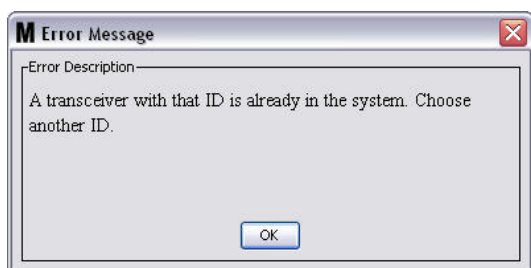 M Error Message
Error Description
A transceiver with that ID is already in the system. Choose
another ID.
OK